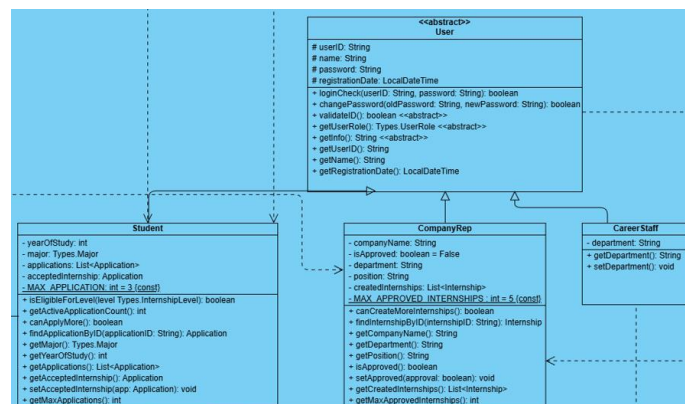 <<abstract>>
User
# userID: String
# name: String
# password: String
# registrationDate: LocalDateTime
+ loginCheck(userID: String, password: String): boolean
+ changePassword(oldPassword: String, newPassword: String): boolean
+ validateID(): boolean <<abstract>>
+ getUserRole(): Types.UserRole <<abstract>>
+ getInfo(): String <<abstract>>
+ getUserID(): String
+ getName(): String
+ getRegistrationDate(): LocalDateTime
Student
- yearOfStudy: int
- major: Types.Major
- applications: List<Application>
- acceptedInternship: Application
- MAX_APPLICATION: int = 3 {const}
+ isEligibleForLevel(level Types.InternshipLevel): boolean
+ getActiveApplicationCount(): int
+ canApplyMore(): boolean
+ findApplicationByID(applicationID: String): Application
+ getMajor(): Types.Major
+ getYearOfStudy(): int
+ getApplications(): List<Application>
+ getAcceptedInternship(): Application
+ setAcceptedInternship(app: Application): void
+ getMaxApplications(): int
CompanyRep
- companyName: String
- isApproved: boolean = False
- department: String
- position: String
- createdInternships: List<Internship>
- MAX_APPROVED_INTERNSHIPS : int = 5 {const}
+ canCreateMoreInternships(): boolean
+ findInternshipByID(internshipID: String): Internship
+ getCompanyName(): String
+ getDepartment(): String
+ getPosition(): String
+ isApproved(): boolean
+ setApproved(approval: boolean): void
+ getCreatedInternships(): List<Internship>
+ getMaxApprovedInternships(): int
CareerStaff
- department: String
+ getDepartment(): String
+ setDepartment(): void